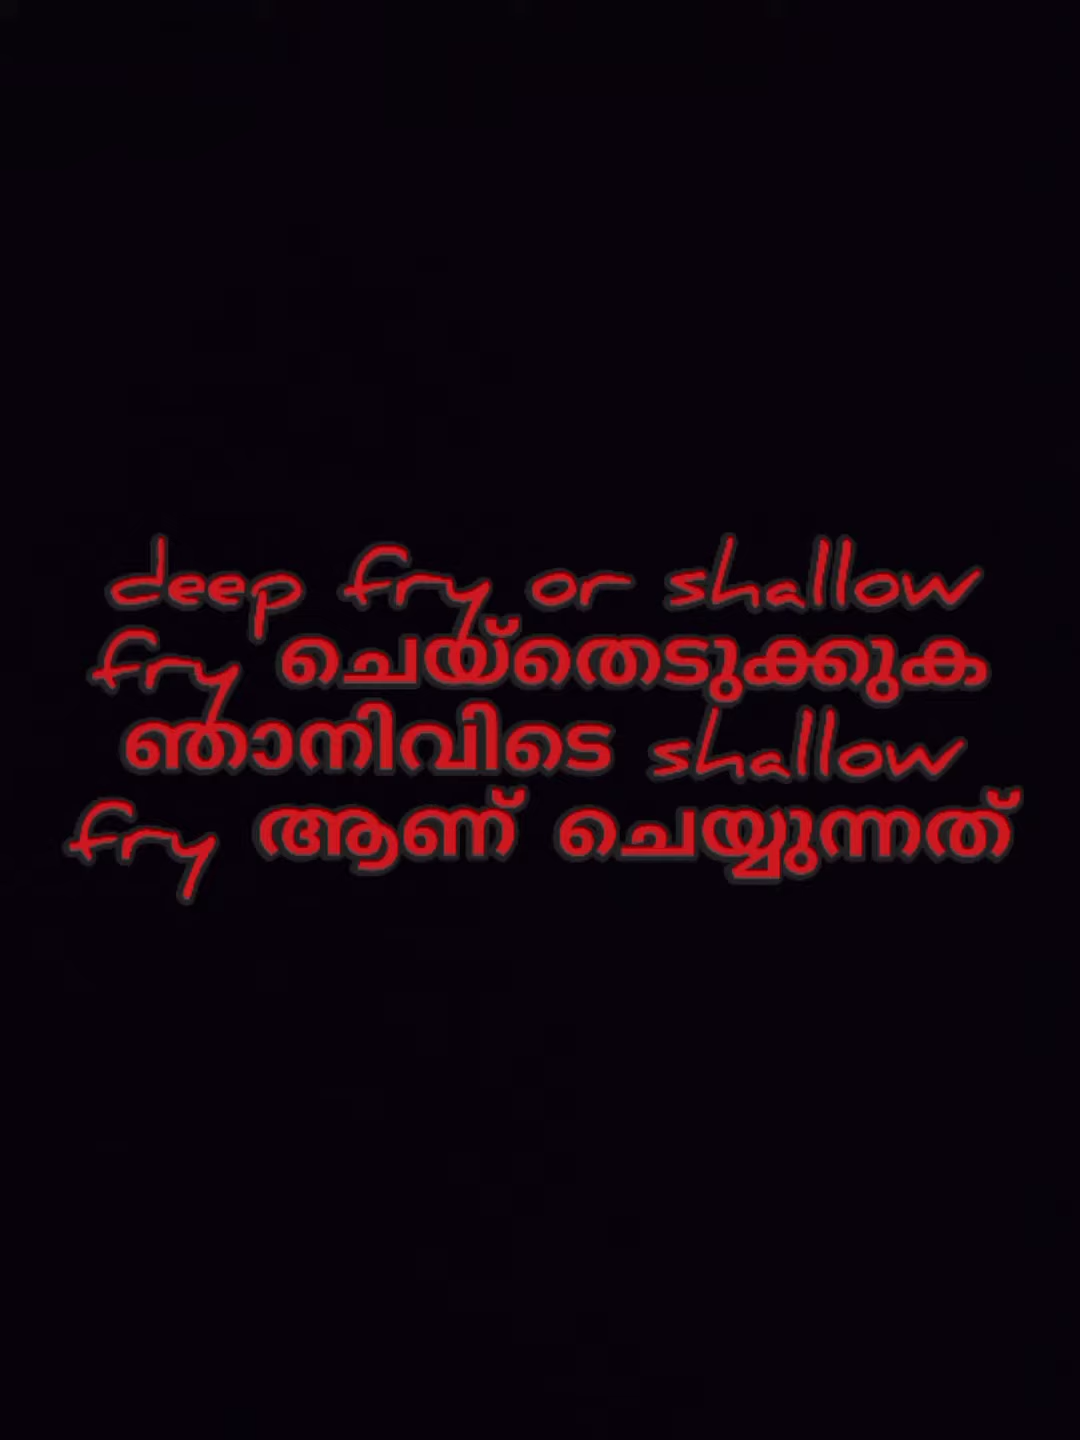 deep fry or shallow
fry ചെയ്തെടുക്കുക
ഞാനിവിടെ shallow
fry ആണ് ചെയ്യുന്നത്